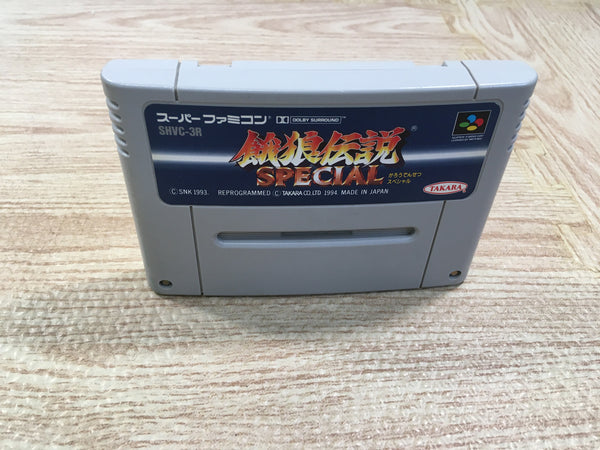 スーパーファミコン DOLBY SURROUND
SHVC-3R
餓狼伝説
SPECIAL
がろうでんせつ
スペシャル
TAKARA
© SNK 1993. REPROGRAMMED © TAKARA CO.,LTD. 1994. MADE IN JAPAN